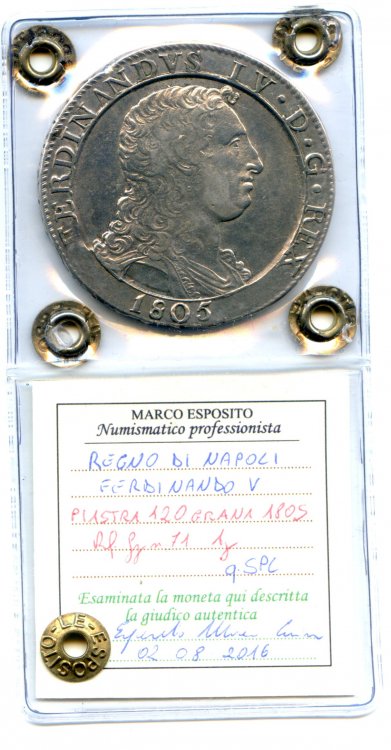 FERDINANDVS IV · D · G · REX
1805
MARCO ESPOSITO
Numismatico professionista
REGNO DI NAPOLI
FERDINANDO V
PIASTRA 120 GRANA 1805
n 71
q.SPL
Esaminata la moneta qui descritta
la giudico autentica
02 08 2016
LE-ESPOSITO